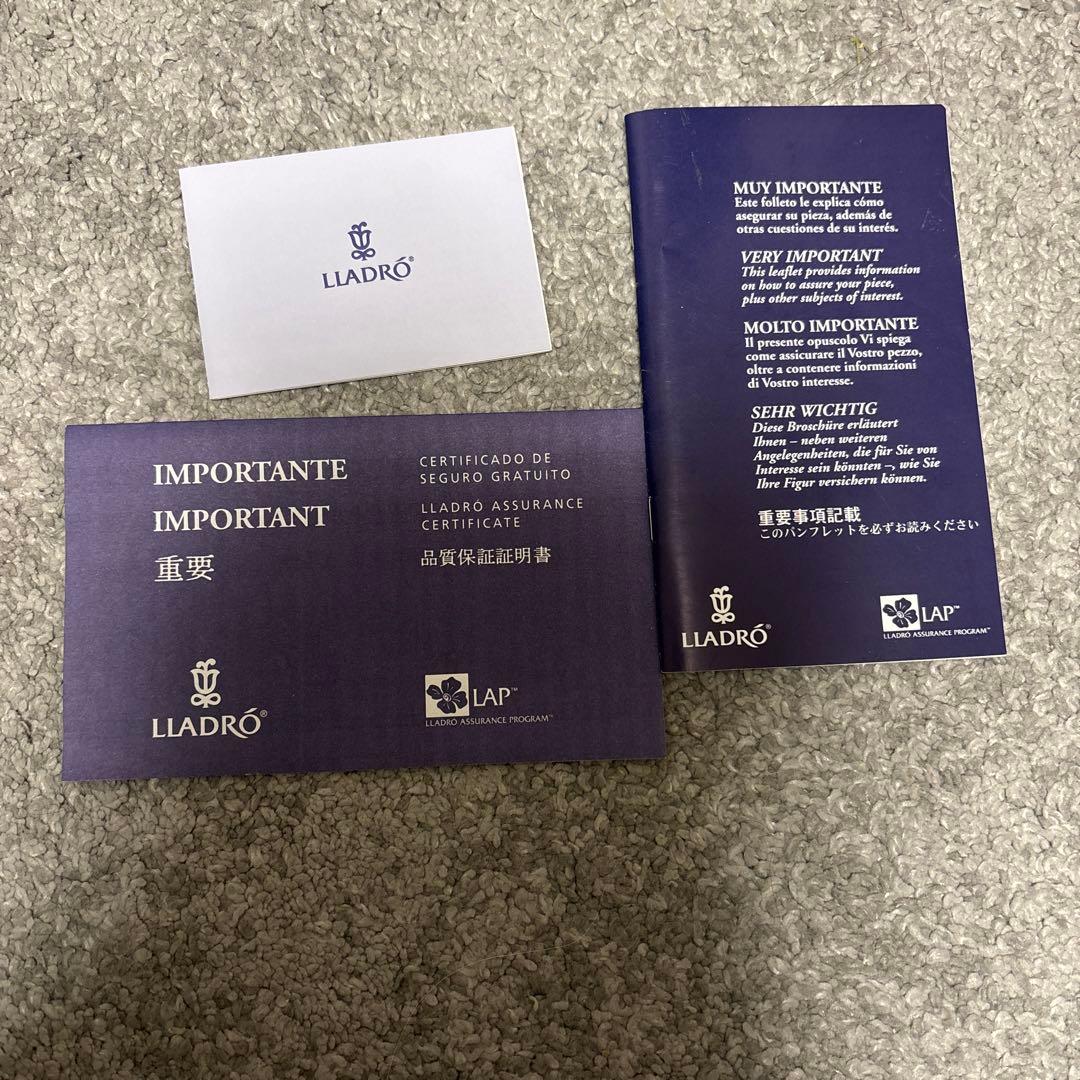 LLADRÓ®
MUY IMPORTANTE
Este folleto le explica cómo
asegurar su pieza, además de
otras cuestiones de su interés.
VERY IMPORTANT
This leaflet provides information
on how to assure your piece,
plus other subjects of interest.
MOLTO IMPORTANTE
Il presente opuscolo Vi spiega
come assicurare il Vostro pezzo,
oltre a contenere informazioni
di Vostro interesse.
SEHR WICHTIG
Diese Broschüre erläutert
Ihnen – neben weiteren
Angelegenheiten, die für Sie von
Interesse sein könnten –, wie Sie
Ihre Figur versichern können.
重要事項記載
このパンフレットを必ずお読みください
LLADRÓ®
LAP™
LLADRÓ ASSURANCE PROGRAM™
IMPORTANTE
IMPORTANT
重要
CERTIFICADO DE
SEGURO GRATUITO
LLADRÓ ASSURANCE
CERTIFICATE
品質保証証明書
LLADRÓ®
LAP™
LLADRÓ ASSURANCE PROGRAM™